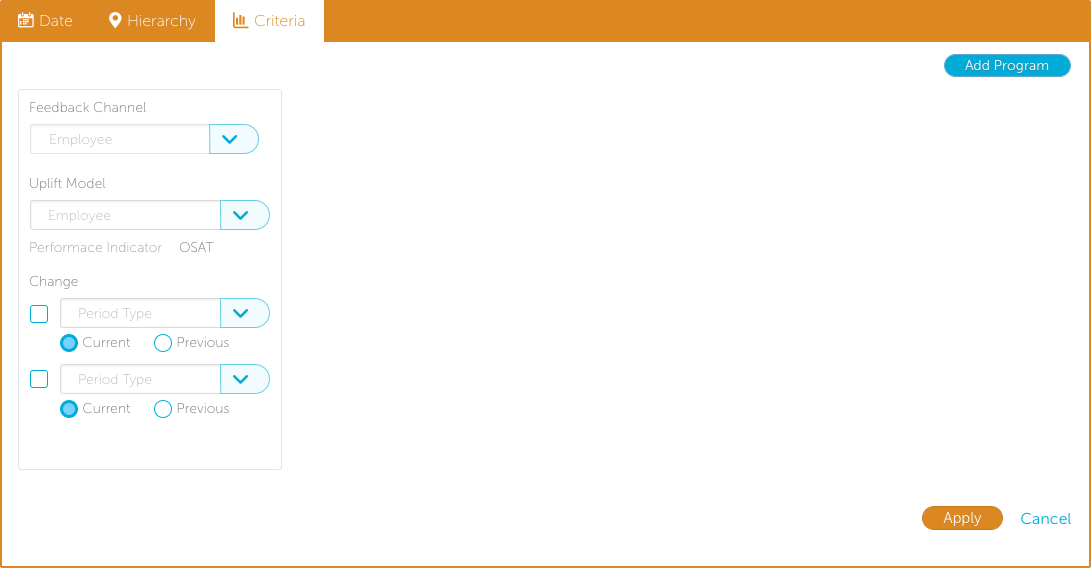 Date Hierarchy Criteria
Add Program
Feedback Channel
Employee
Uplift Model
Employee
Performace Indicator OSAT
Change
Period Type
Current Previous
Period Type
Current Previous
Apply Cancel